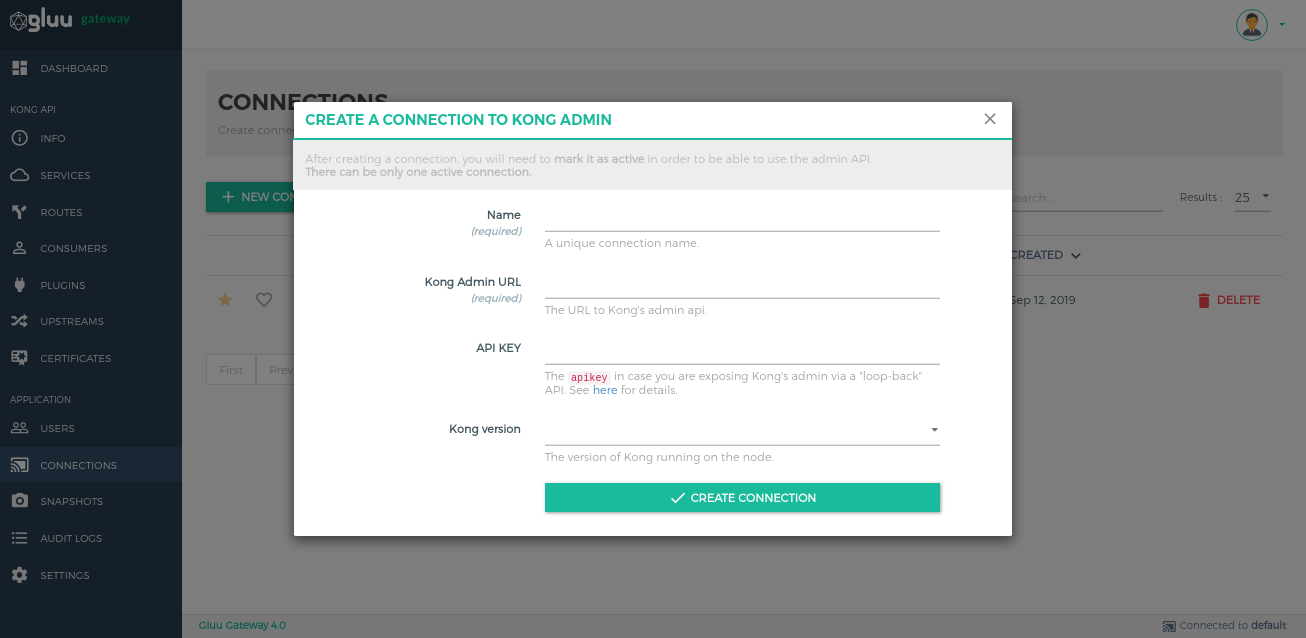 gluu gateway
DASHBOARD
KONG API
INFO
SERVICES
ROUTES
CONSUMERS
PLUGINS
UPSTREAMS
CERTIFICATES
APPLICATION
USERS
CONNECTIONS
SNAPSHOTS
AUDIT LOGS
SETTINGS
CONNECTIONS
Create conne
NEW CON
search...
Results :
25
CREATED
Sep 12, 2019
DELETE
First
Prev
CREATE A CONNECTION TO KONG ADMIN
After creating a connection, you will need to mark it as active in order to be able to use the admin API.
There can be only one active connection.
Name
(required)
A unique connection name.
Kong Admin URL
(required)
The URL to Kong's admin api.
API KEY
The apikey in case you are exposing Kong's admin via a "loop-back"
API. See here for details.
Kong version
The version of Kong running on the node.
CREATE CONNECTION
Gluu Gateway 4.0
Connected to default